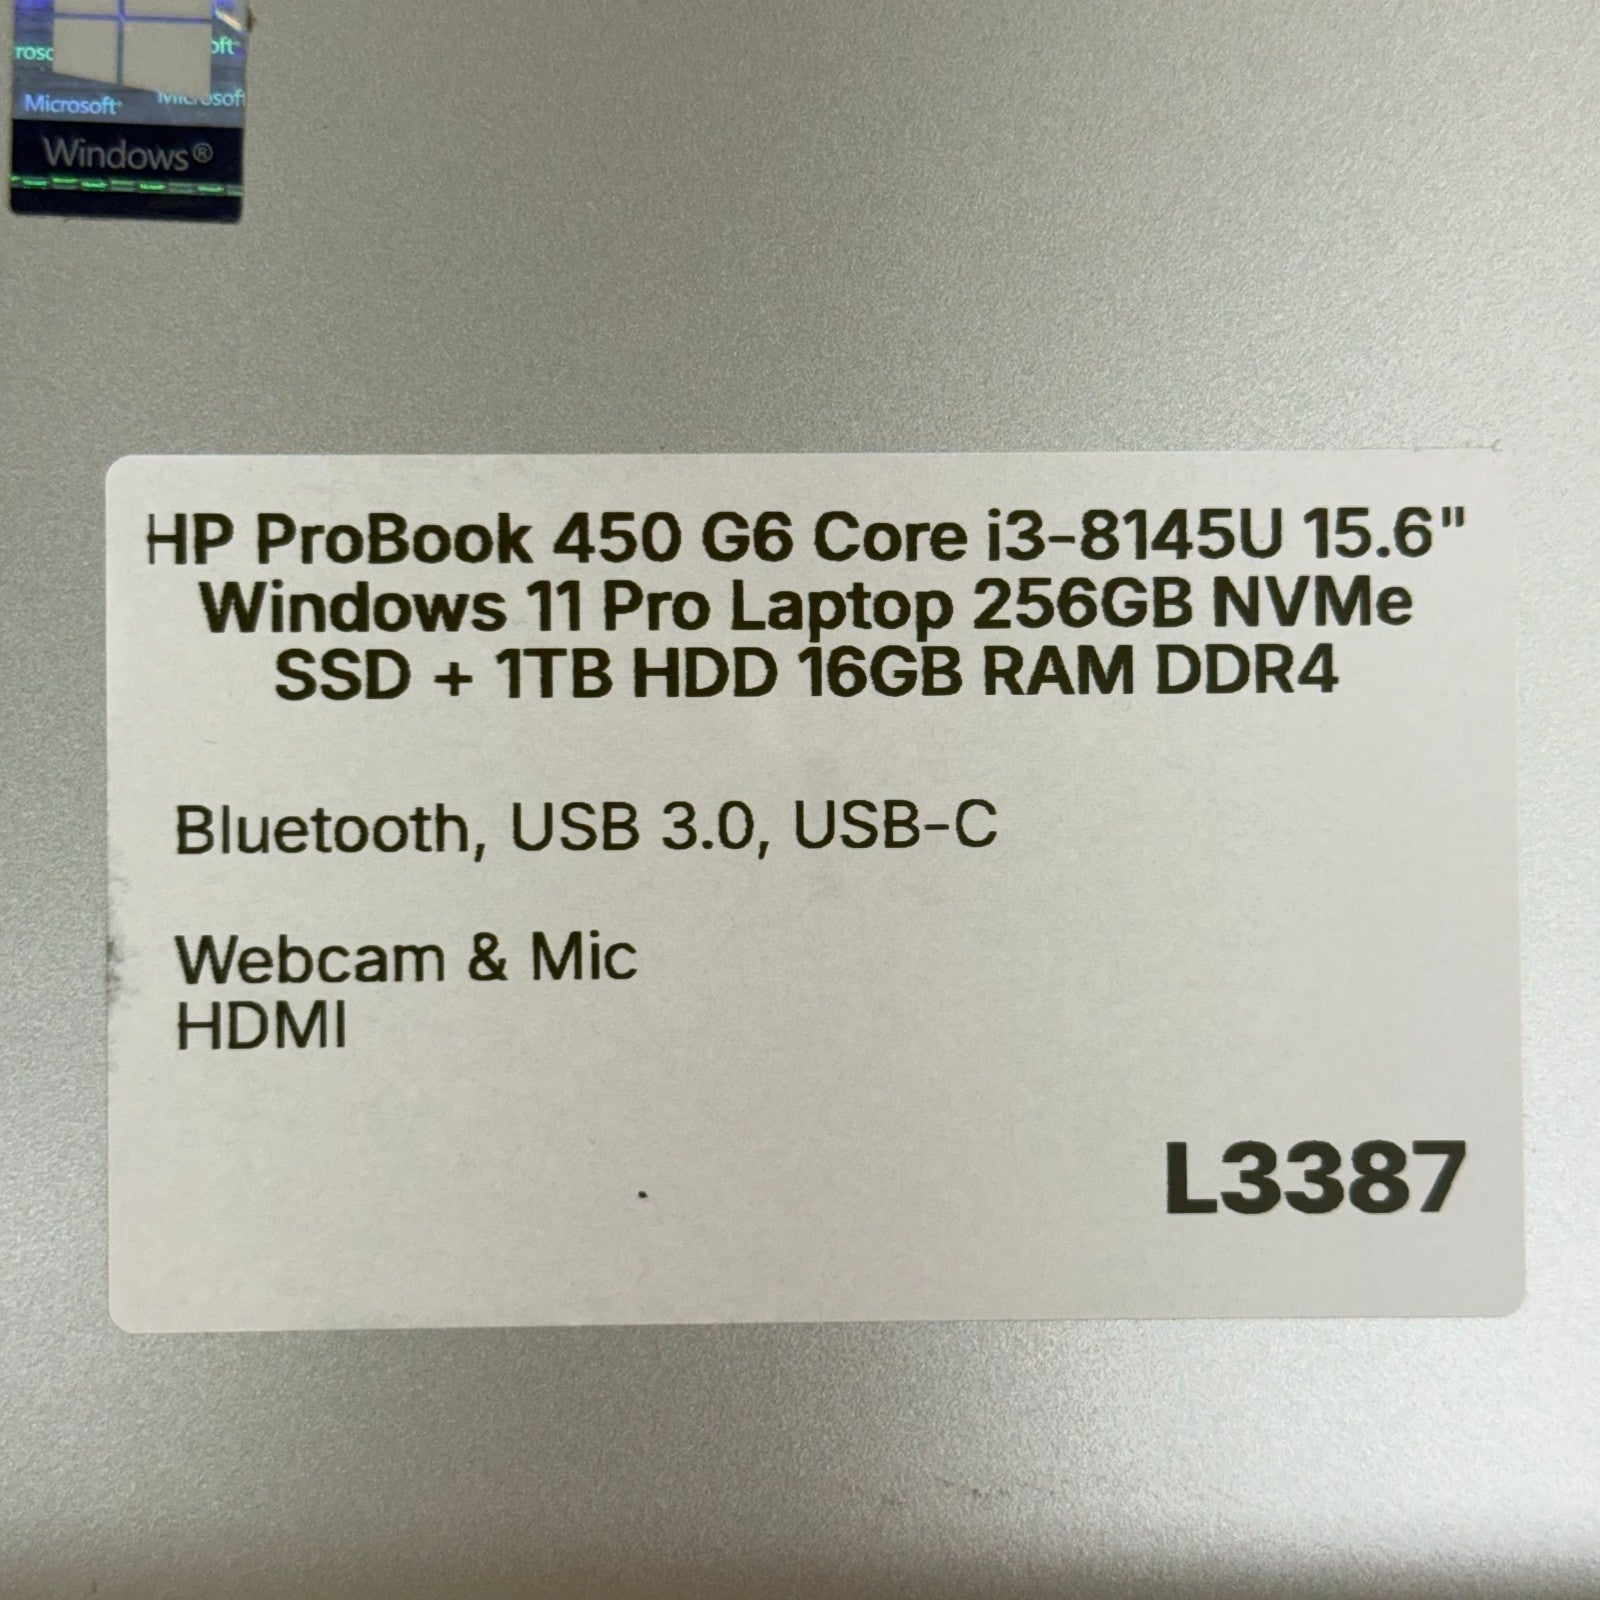 Microsoft
Windows®
HP ProBook 450 G6 Core i3-8145U 15.6"
Windows 11 Pro Laptop 256GB NVMe
SSD + 1TB HDD 16GB RAM DDR4
Bluetooth, USB 3.0, USB-C
Webcam & Mic
HDMI
L3387